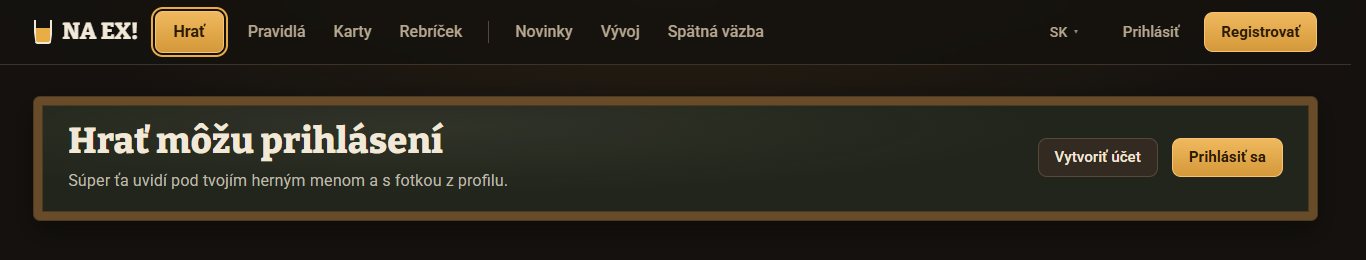 NA EX!
Hrať
Pravidlá
Karty
Rebríček
Novinky
Vývoj
Spätná väzba
SK
Prihlásiť
Registrovať
Hrať môžu prihlásení
Súper ťa uvidí pod tvojím herným menom a s fotkou z profilu.
Vytvoriť účet
Prihlásiť sa